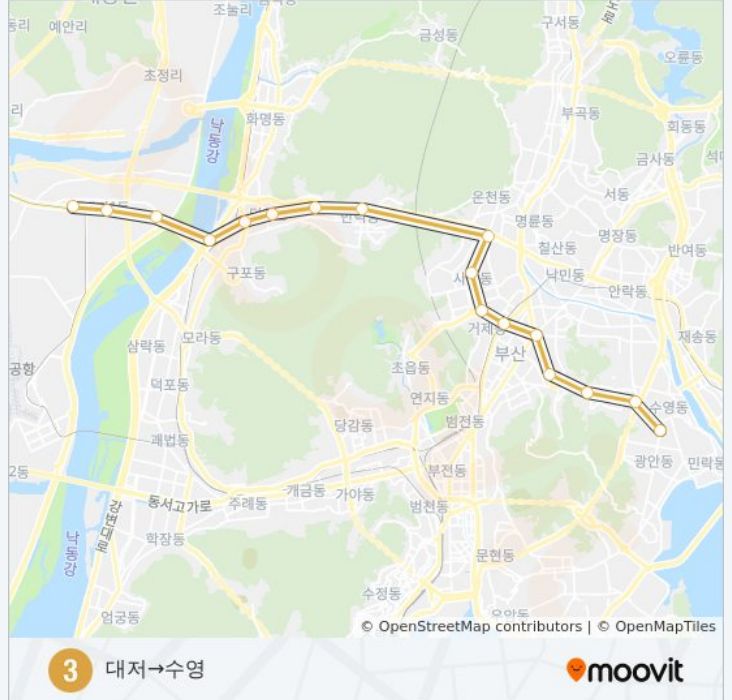 조눌리
예안리
금성동
구서동
오륜동
초정리
화명동
부곡동
회동동
낙동강
금사동
온천동
서동
명륜동
명장동
반여동
칠산동
낙민동
안락동
구포동
거제동
부산
재송동
모라동
삼락동
공항
초읍동
덕포동
연지동
수영동
당감동
범전동
괘법동
광안동
민락동
부전동
2동
개금동
가야동
동서고가로
주례동
범천동
강변대로
학장동
낙동강
문현동
수정동
엄궁동
© OpenStreetMap contributors | © OpenMapTiles
3 대저→수영
moovit